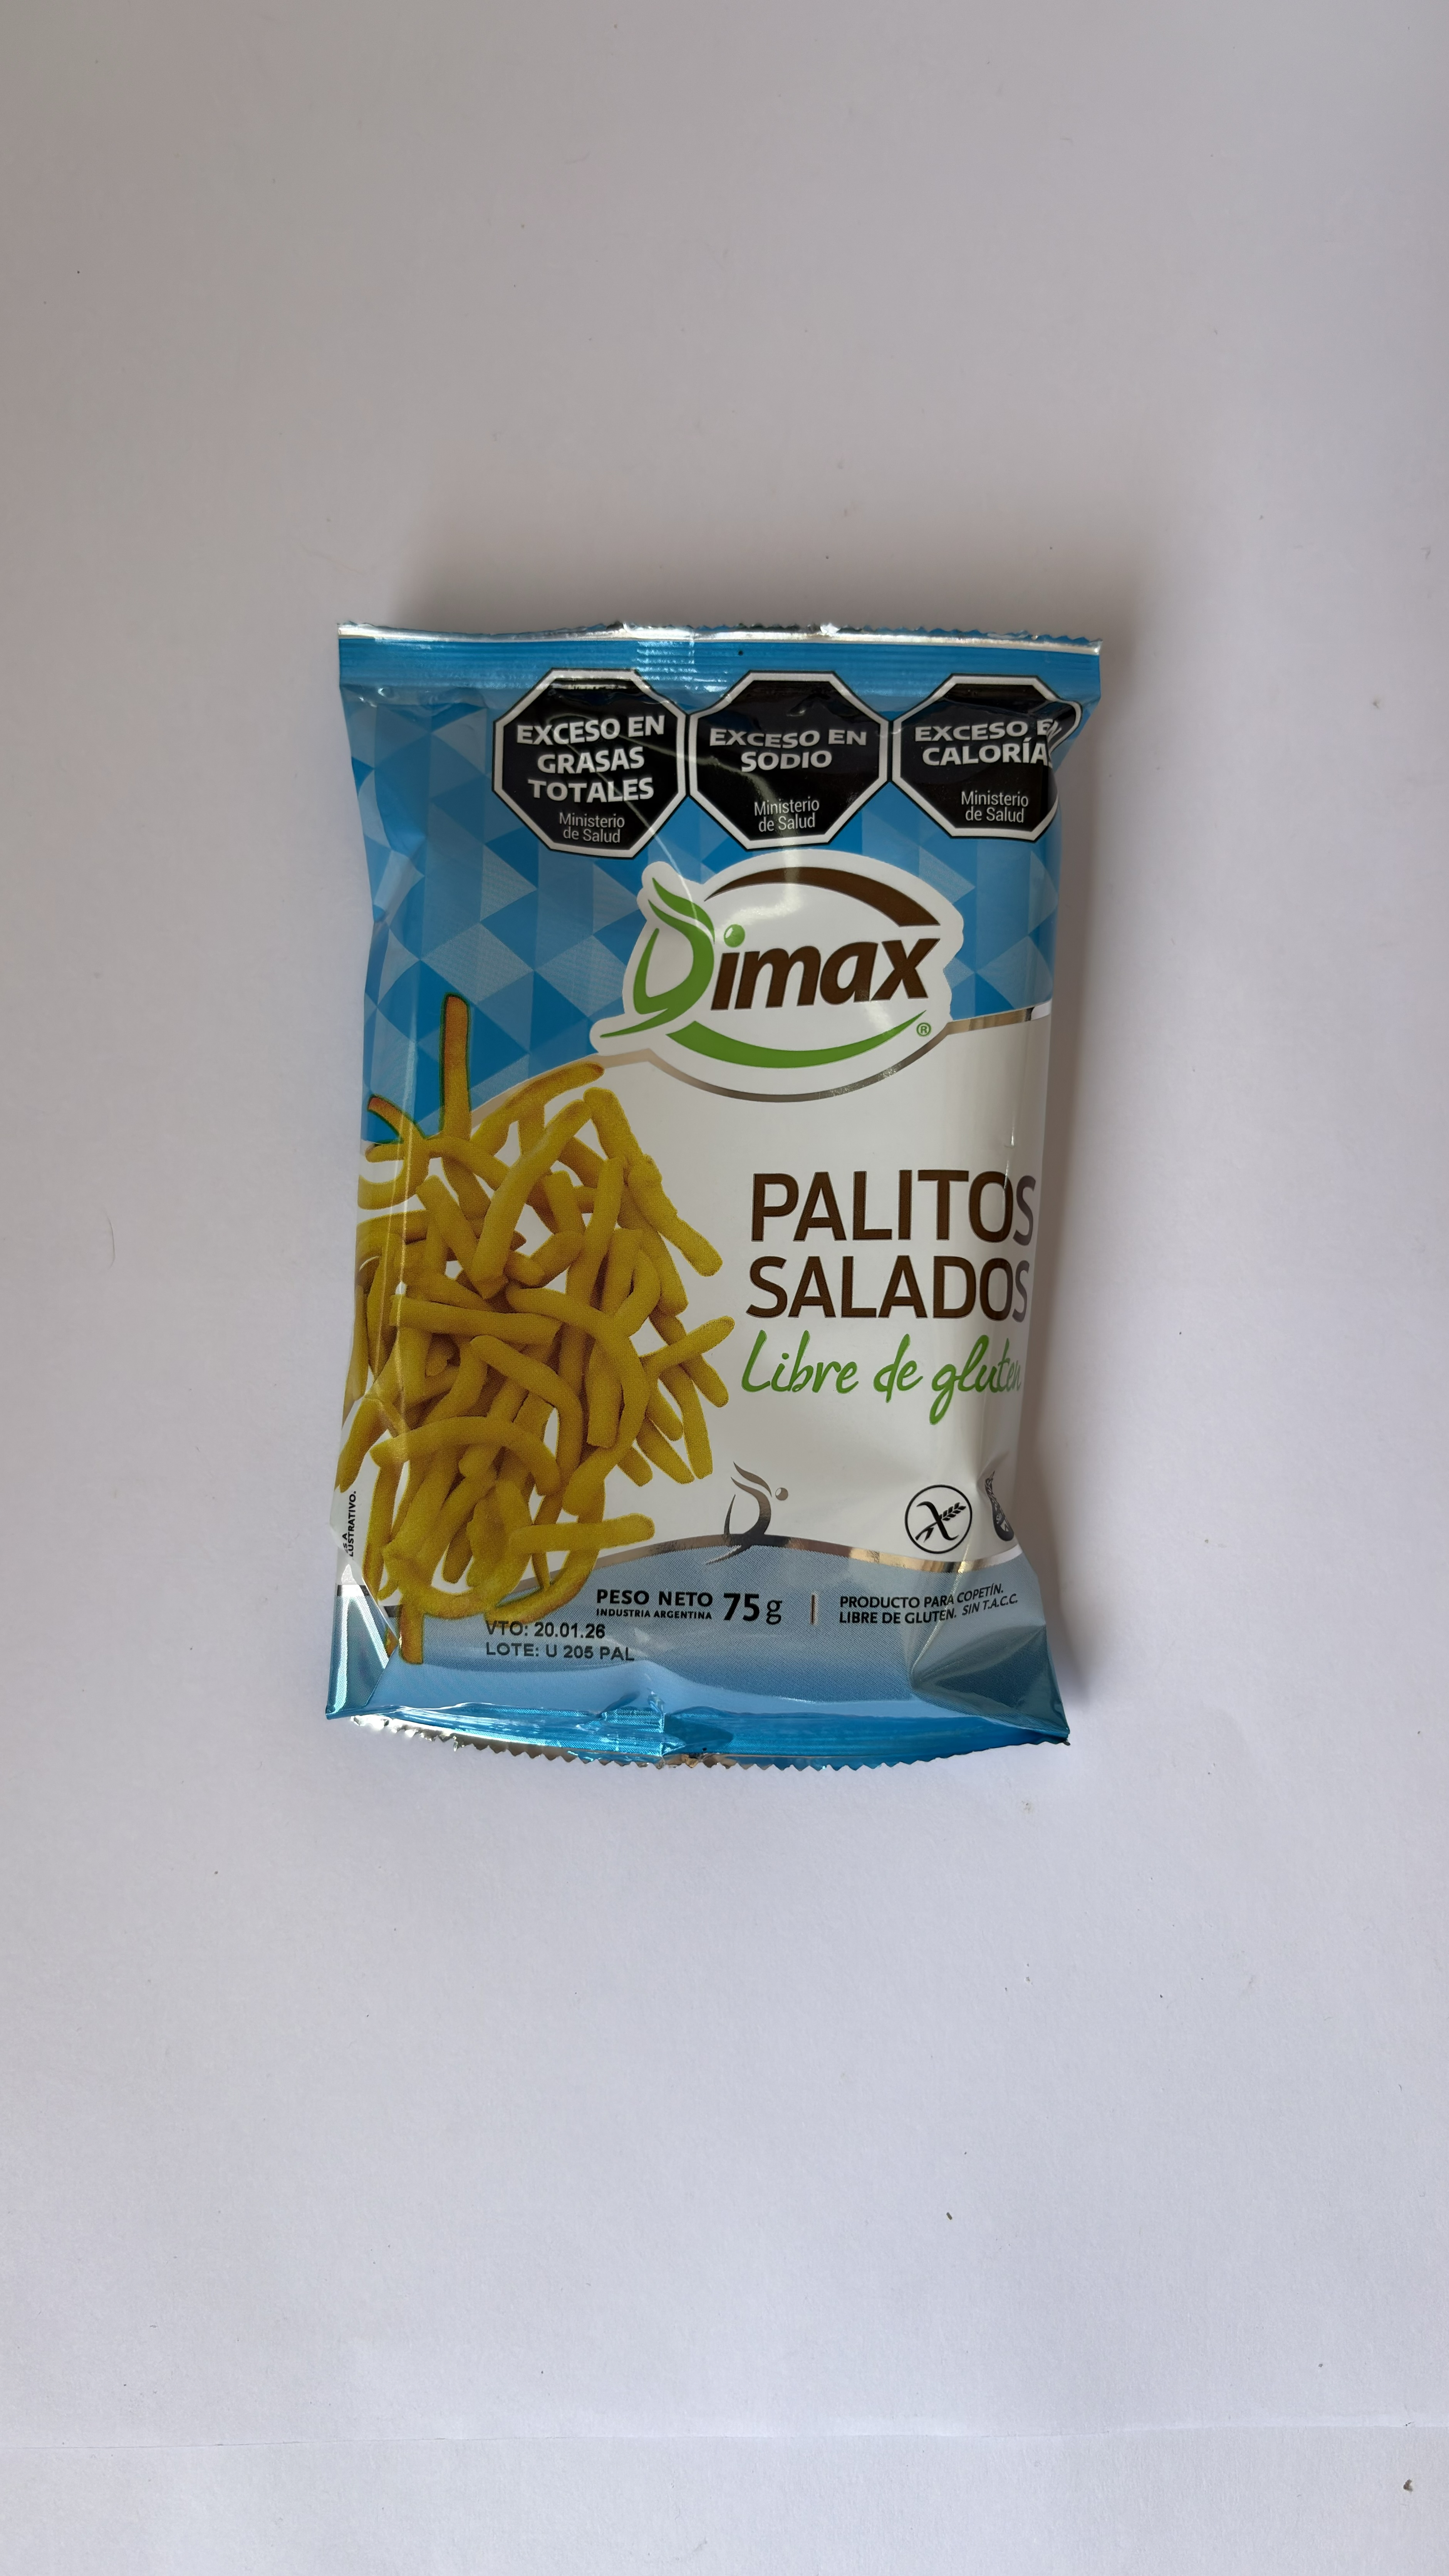 EXCESO EN
GRASAS
TOTALES
Ministerio
de Salud
EXCESO EN
SODIO
Ministerio
de Salud
EXCESO EN
CALORÍA
Ministerio
de Salud
Dimax
®
PALITOS
SALADOS
Libre de gluten
LUSTRATIVO.
PESO NETO 75g
INDUSTRIA ARGENTINA
PRODUCTO PARA COPETÍN.
LIBRE DE GLUTEN. SIN T.A.C.C.
VTO: 20.01.26
LOTE: U 205 PAL